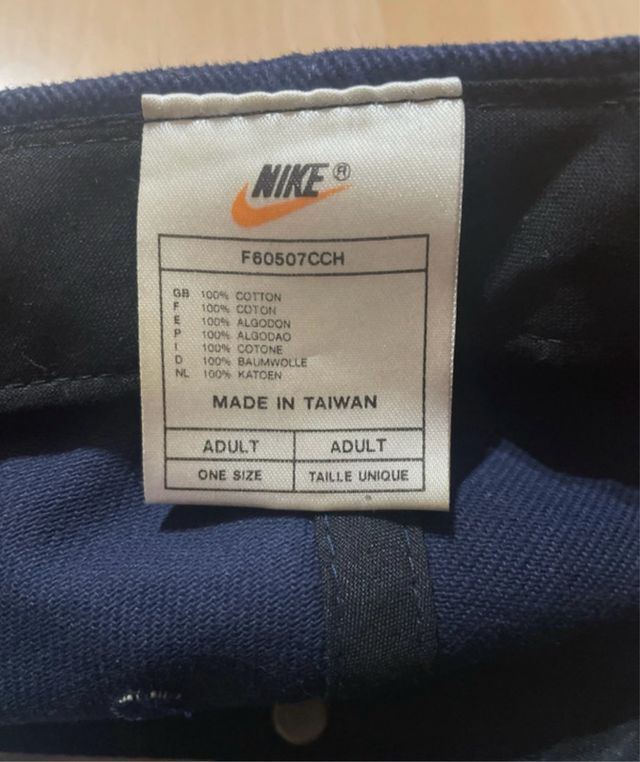 NIKE®
F60507CCH
GB 100% COTTON
F 100% COTON
E 100% ALGODON
P 100% ALGODAO
I 100% COTONE
D 100% BAUMWOLLE
NL 100% KATOEN
MADE IN TAIWAN
ADULT ADULT
ONE SIZE TAILLE UNIQUE